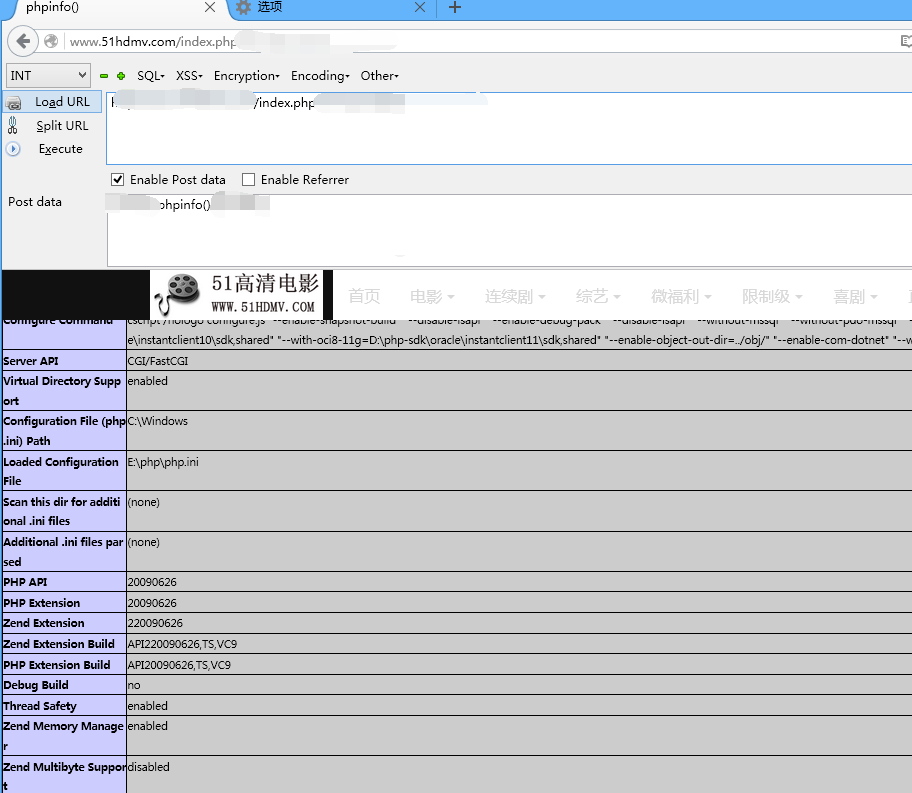 phpinfo()
选项
www.51hdmv.com/index.php
INT
SQL
XSS
Encryption
Encoding
Other
Load URL
/index.php
Split URL
Execute
Enable Post data
Enable Referrer
Post data
phpinfo()
51高清电影
WWW.51HDMV.COM
首页
电影
连续剧
综艺
微福利
限制级
喜剧
Configure Command
cscript /nologo configure.js "--enable-snapshot-build" "--disable-isapi" "--enable-debug-pack" "--disable-isapi" "--without-mssql" "--without-pdo-mssql"
e\instantclient10\sdk,shared" "--with-oci8-11g=D:\php-sdk\oracle\instantclient11\sdk,shared" "--enable-object-out-dir=../obj/" "--enable-com-dotnet"
Server API
CGI/FastCGI
Virtual Directory Supp
ort
enabled
Configuration File (php
.ini) Path
C:\Windows
Loaded Configuration
File
E:\php\php.ini
Scan this dir for additi
onal .ini files
(none)
Additional .ini files par
sed
(none)
PHP API
20090626
PHP Extension
20090626
Zend Extension
220090626
Zend Extension Build
API220090626,TS,VC9
PHP Extension Build
API20090626,TS,VC9
Debug Build
no
Thread Safety
enabled
Zend Memory Manage
r
enabled
Zend Multibyte Suppor
t
disabled